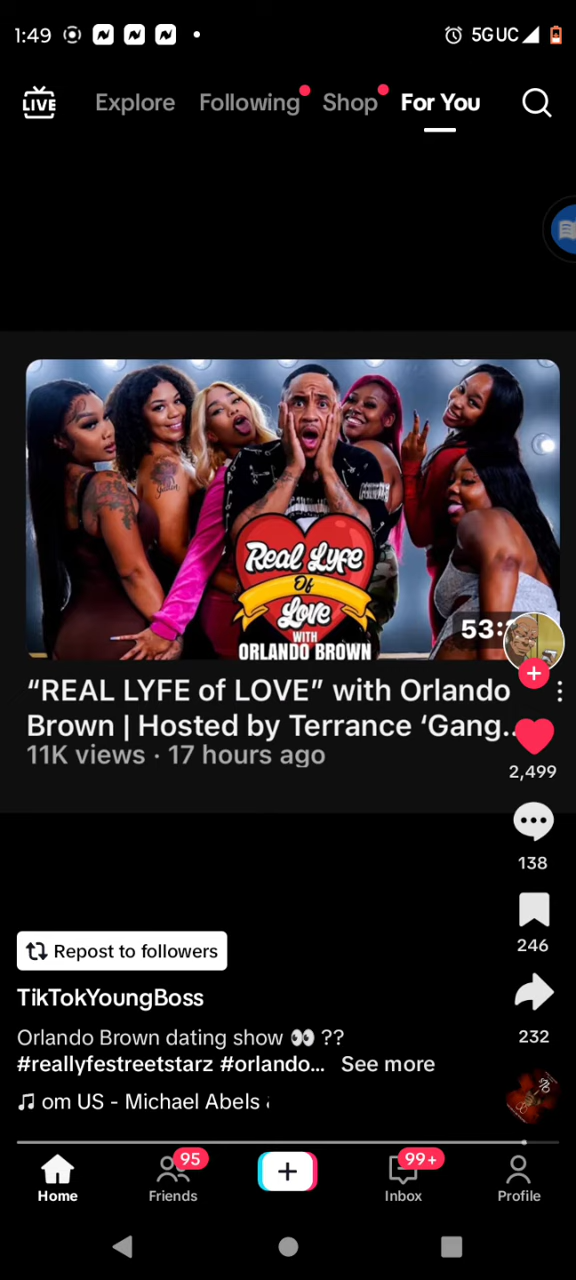 1:49
5G UC
LIVE
Explore
Following
Shop
For You
Real Lyfe
Of
Love
WITH
ORLANDO BROWN
53:
“REAL LYFE of LOVE” with Orlando
Brown | Hosted by Terrance ‘Gang..
11K views · 17 hours ago
2,499
138
246
232
Repost to followers
TikTokYoungBoss
Orlando Brown dating show 👀 ??
#reallyfestreetstarz #orlando... See more
om US - Michael Abels
95
99+
Home
Friends
Inbox
Profile